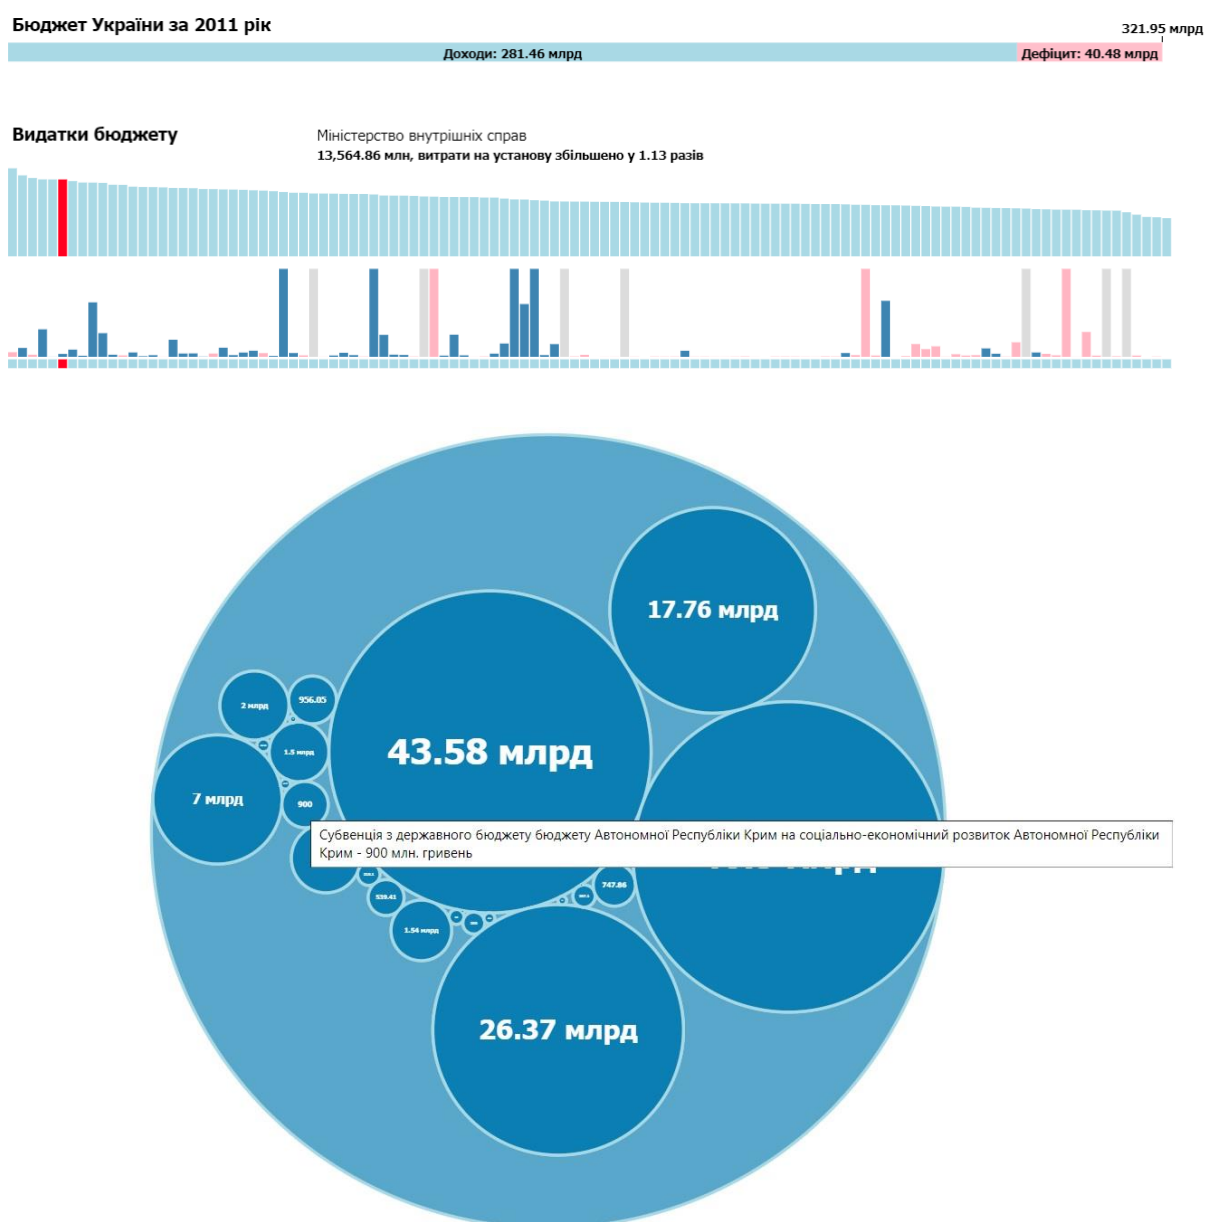 Бюджет України за 2011 рік
321.95 млрд
Доходи: 281.46 млрд
Дефіцит: 40.48 млрд
Видатки бюджету
Міністерство внутрішніх справ
13,564.86 млн, витрати на установу збільшено у 1.13 разів
17.76 млрд
2 млрд
956.05
1.5 млрд
43.58 млрд
7 млрд
900
Субвенція з державного бюджету бюджету Автономної Республіки Крим на соціально-економічний розвиток Автономної Республіки
Крим - 900 млн. гривень
747.86
539.41
1.54 млрд
26.37 млрд